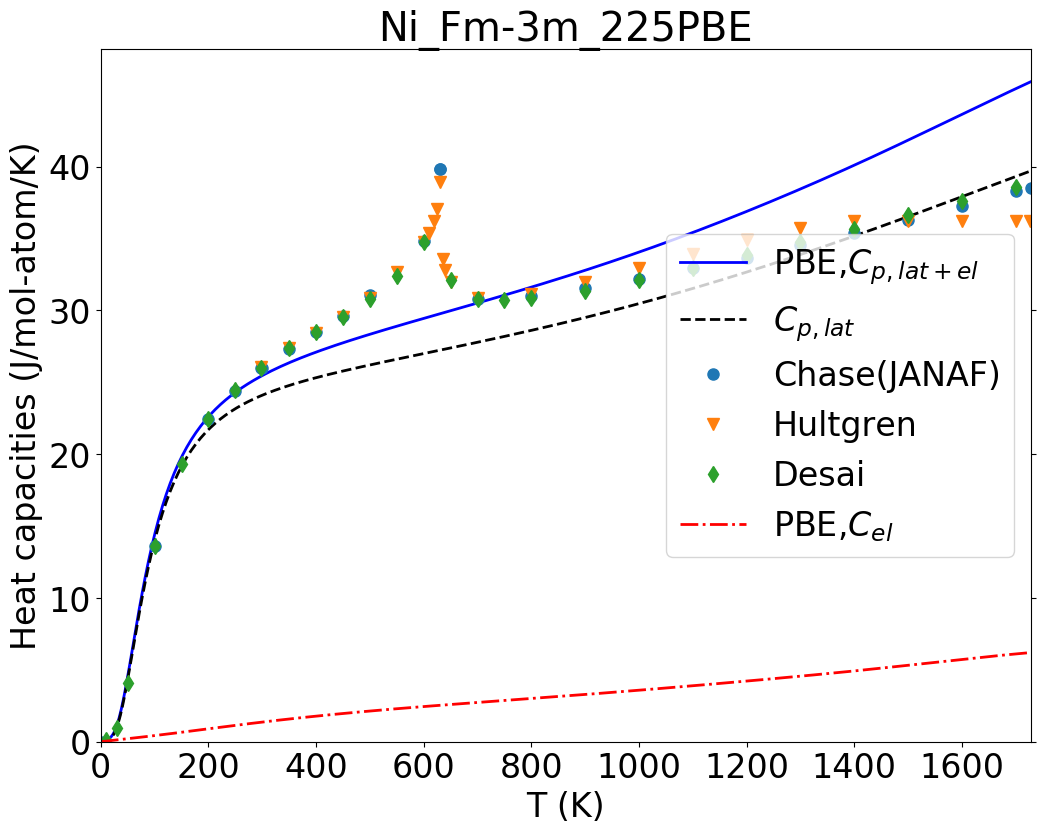 Ni_Fm-3m_225PBE
Heat capacities (J/mol-atom/K)
40
30
20
10
0
0 200 400 600 800 1000 1200 1400 1600
T (K)
PBE,C_{p, lat+el}
C_{p, lat}
Chase(JANAF)
Hultgren
Desai
PBE,C_{el}